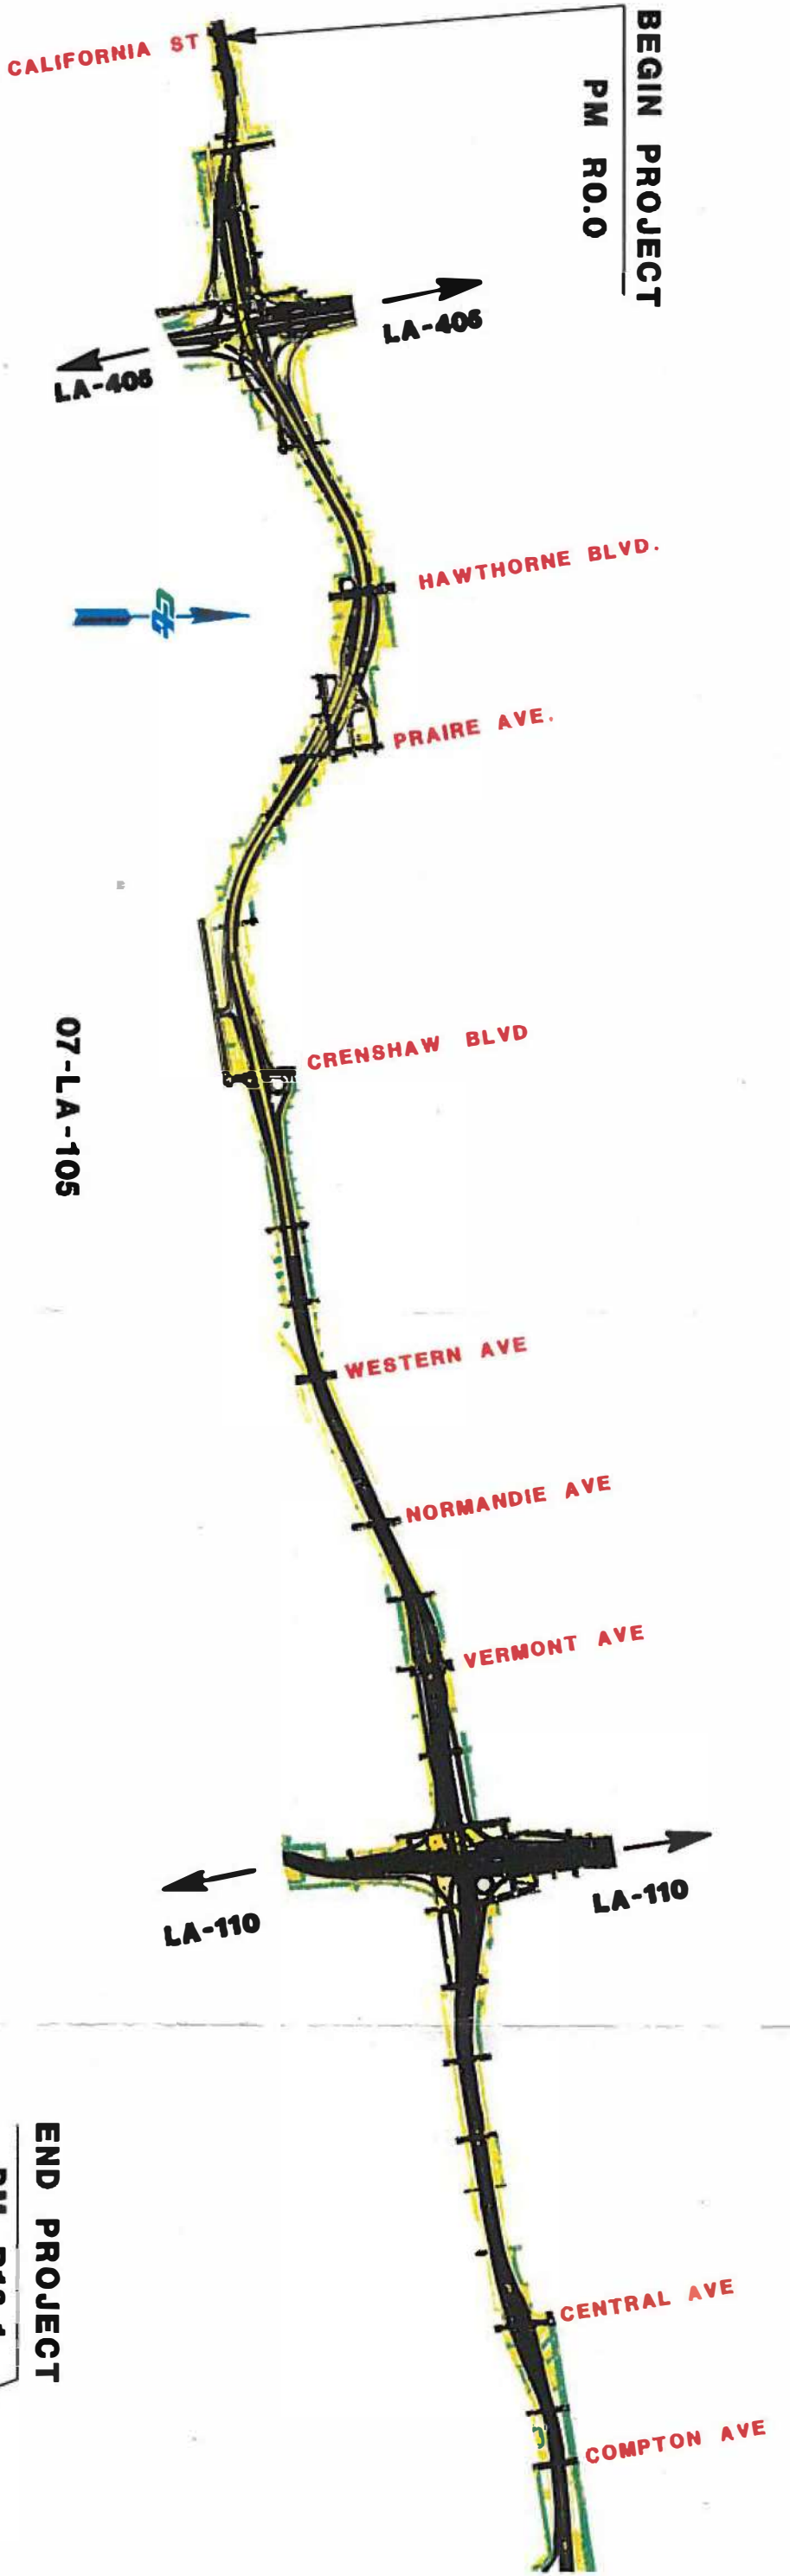 BEGIN PROJECT
PM R0.0
CALIFORNIA ST
LA-405
LA-405
HAWTHORNE BLVD.
PRAIRE AVE.
CRENSHAW BLVD
07-LA-105
WESTERN AVE
NORMANDIE AVE
VERMONT AVE
LA-110
LA-110
END PROJECT
CENTRAL AVE
COMPTON AVE